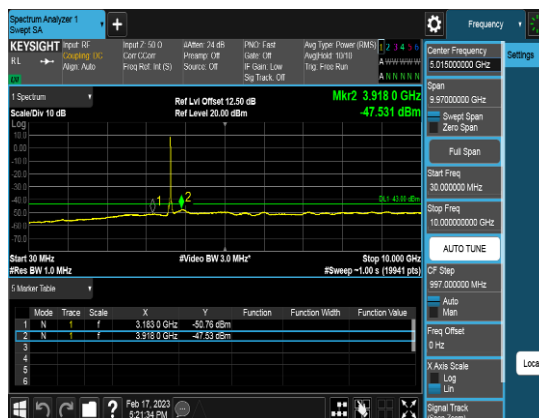 Spectrum Analyzer 1
Swept SA
+
Frequency
KEYSIGHT
RL
Input: RF
Coupling: DC
Align: Auto
Input Z: 50 Ω
Corr CCorr
Freq Ref: Int (S)
#Atten: 24 dB
Preamp: Off
Source: Off
PNO: Fast
Gate: Off
IF Gain: Low
Sig Track: Off
Avg Type: Power (RMS)
Avg|Hold: 10/10
Trig: Free Run
1 2 3 4 5 6
A W W W W W
A N N N N N
1 Spectrum
Scale/Div 10 dB
Ref Lvl Offset 12.50 dB
Ref Level 20.00 dBm
Mkr2 3.918 0 GHz
-47.531 dBm
Log
10.0
0.00
-10.0
-20.0
-30.0
-40.0
-50.0
-60.0
-70.0
1
2
Start 30 MHz
#Res BW 1.0 MHz
#Video BW 3.0 MHz*
Stop 10.000 GHz
#Sweep ~1.00 s (19941 pts)
5 Marker Table
Mode Trace Scale X Y Function Function Width Function Value
1 N 1 f 3.183 0 GHz -50.76 dBm
2 N 1 f 3.918 0 GHz -47.53 dBm
3
4
5
6
Feb 17, 2023
5:21:34 PM
Center Frequency
5.015000000 GHz
Settings
Span
9.97000000 GHz
Swept Span
Zero Span
Full Span
Start Freq
30.000000 MHz
Stop Freq
10.000000000 GHz
AUTO TUNE
CF Step
997.000000 MHz
Auto
Man
Freq Offset
0 Hz
X Axis Scale
Log
Lin
Local
Signal Track